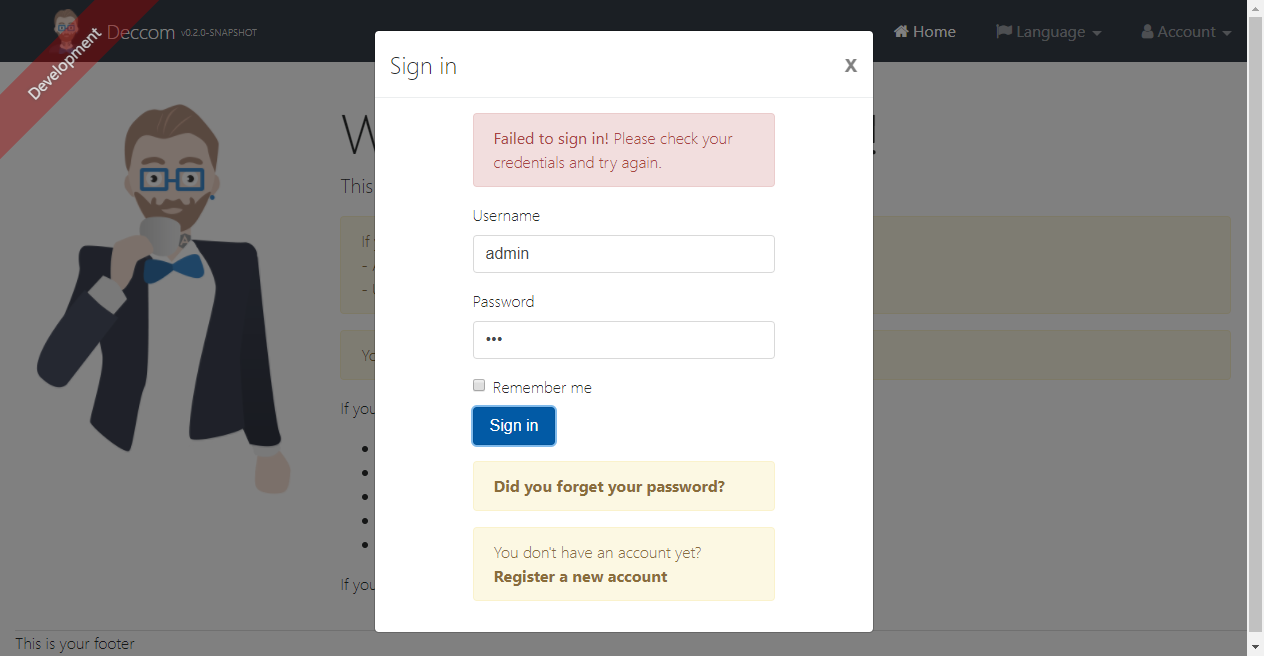 Development
Deccom v0.2.0-SNAPSHOT
Home
Language
Account
Sign in
X
Failed to sign in! Please check your
credentials and try again.
Username
admin
Password
•••
Remember me
Sign in
Did you forget your password?
You don't have an account yet?
Register a new account
W
!
This
If
-
-
Yo
If you
If you
This is your footer